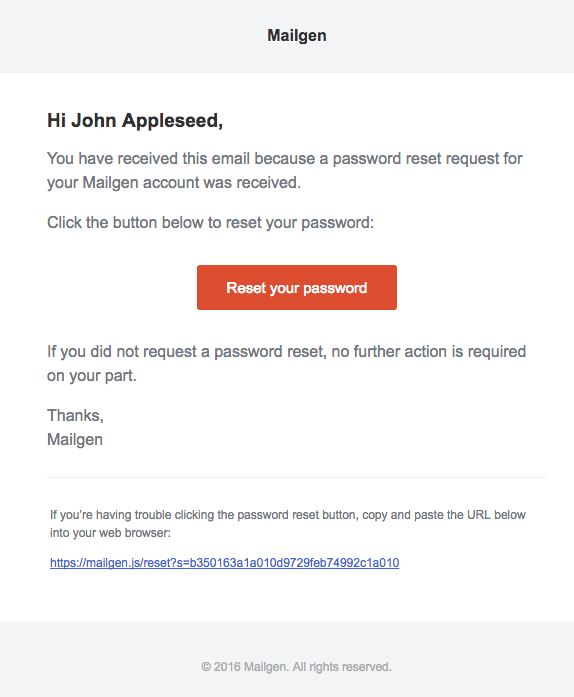 Mailgen
Hi John Appleseed,
You have received this email because a password reset request for
your Mailgen account was received.
Click the button below to reset your password:
Reset your password
If you did not request a password reset, no further action is required
on your part.
Thanks,
Mailgen
If you’re having trouble clicking the password reset button, copy and paste the URL below
into your web browser:
https://mailgen.js/reset?s=b350163a1a010d9729feb74992c1a010
© 2016 Mailgen. All rights reserved.